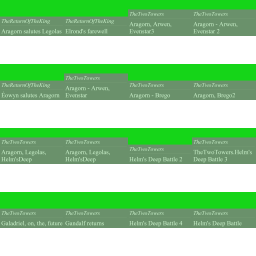 TheReturnOfTheKing
Aragorn salutes Legolas
TheReturnOfTheKing
Elrond's farewell
TheTwoTowers
Aragorn, Arwen,
Evenstar3
TheTwoTowers
Aragorn - Arwen,
Evenstar 2
TheReturnOfTheKing
Eowyn salutes Aragorn
TheTwoTowers
Aragorn - Arwen,
Evenstar
TheTwoTowers
Aragorn - Brego
TheTwoTowers
Aragorn, Brego2
TheTwoTowers
Aragorn, Legolas,
Helm'sDeep
TheTwoTowers
Aragorn, Legolas,
Helm'sDeep
TheTwoTowers
Helm's Deep Battle 2
TheTwoTowers
TheTwoTowers:Helm's
Deep Battle 3
TheTwoTowers
Galadriel, on, the, future
TheTwoTowers
Gandalf returns
TheTwoTowers
Helm's Deep Battle 4
TheTwoTowers
Helm's Deep Battle